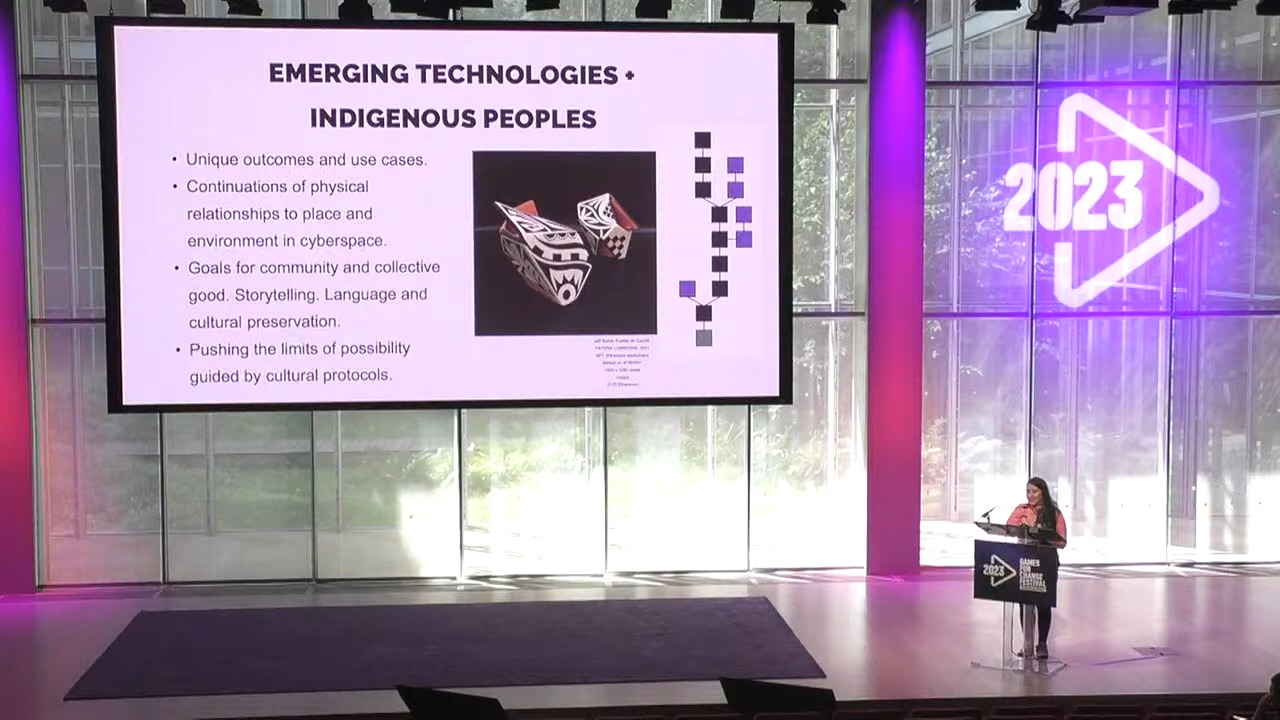 EMERGING TECHNOLOGIES +
INDIGENOUS PEOPLES
• Unique outcomes and use cases.
• Continuations of physical
relationships to place and
environment in cyberspace.
• Goals for community and collective
good. Storytelling. Language and
cultural preservation.
• Pushing the limits of possibility
guided by cultural protocols.
2023
2023
GAMES
FOR
CHANGE
FESTIVAL